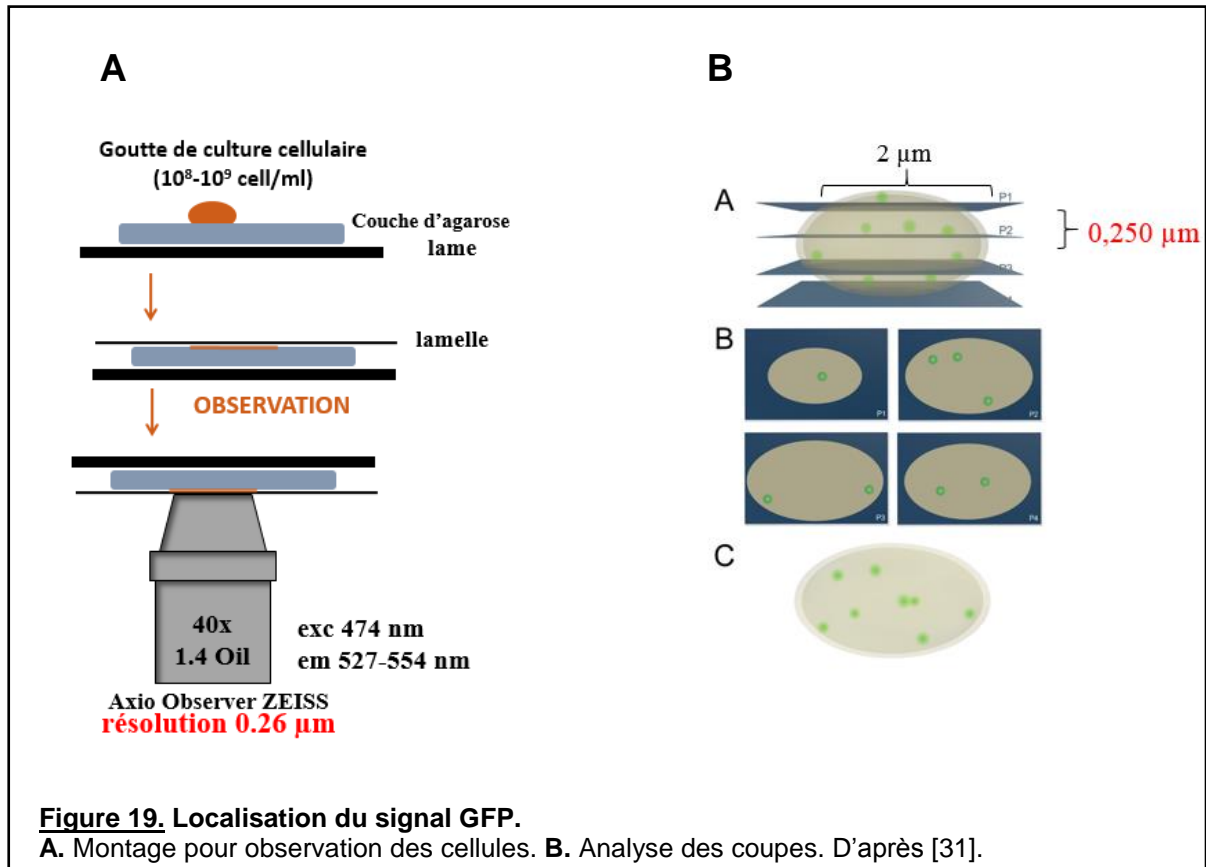 A
Goutte de culture cellulaire
(10⁸-10⁹ cell/ml)
Couche d'agarose
lame
lamelle
OBSERVATION
40x
1.4 Oil
exc 474 nm
em 527-554 nm
Axio Observer ZEISS
résolution 0.26 µm
B
2 µm
A
P1
P2
P3
0,250 µm
B
P1
P2
P3
P4
C
Figure 19. Localisation du signal GFP.
A. Montage pour observation des cellules. B. Analyse des coupes. D'après [31].